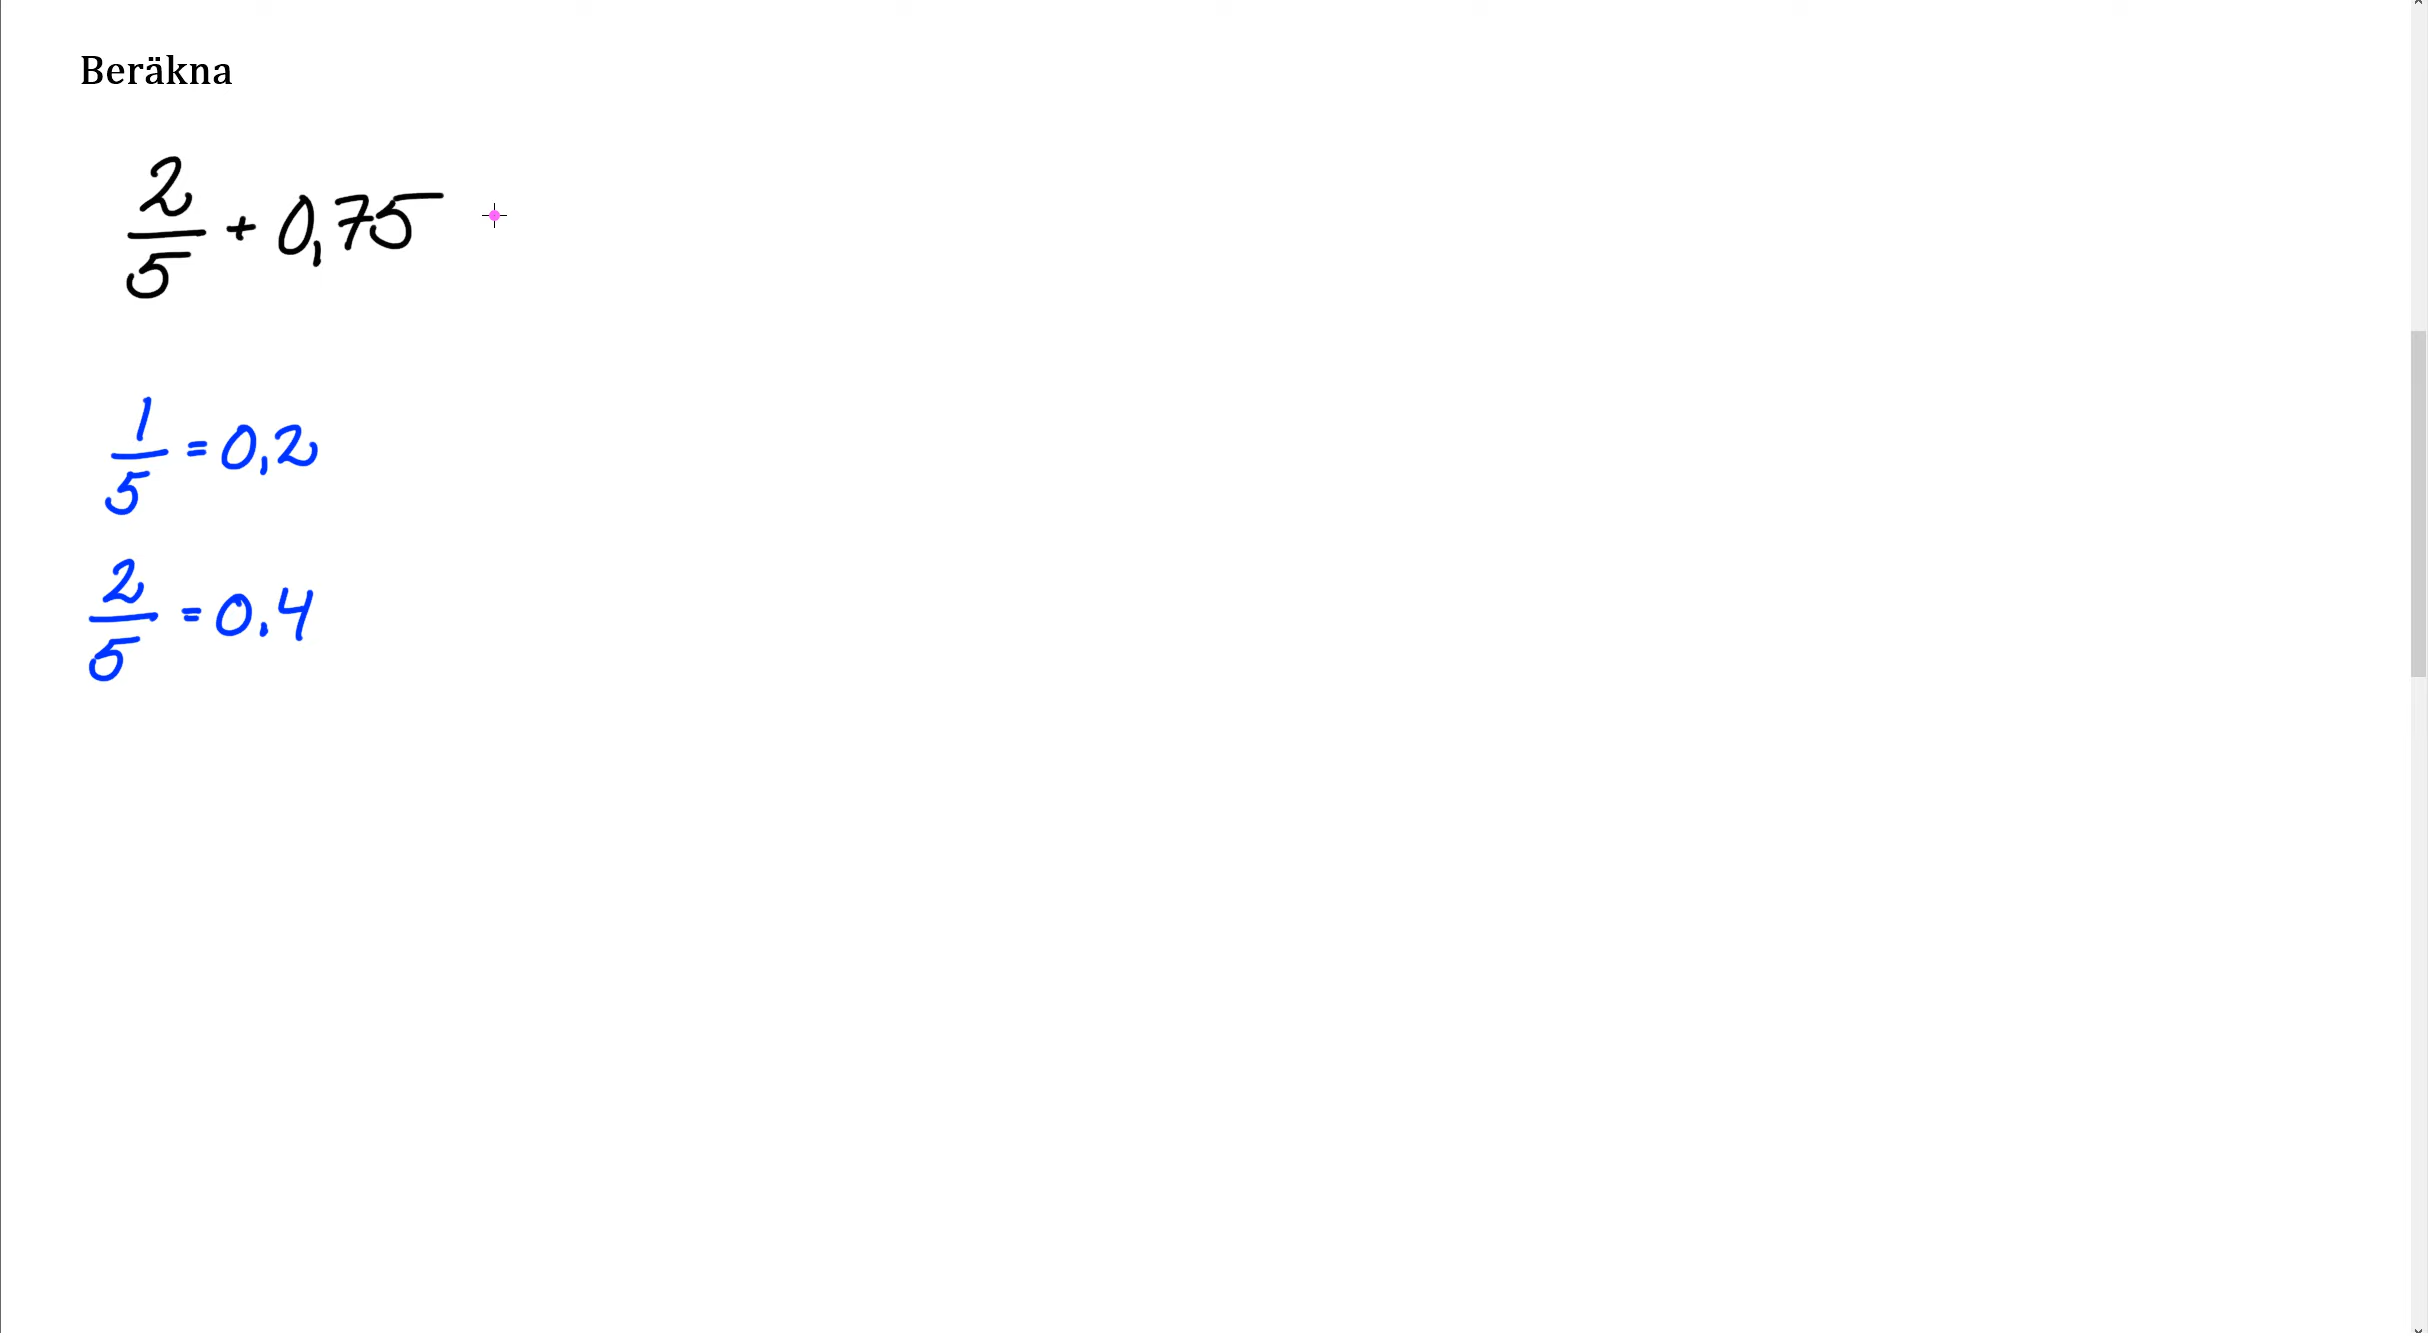 Beräkna
2/5 + 0,75
1/5 = 0,2
2/5 = 0.4